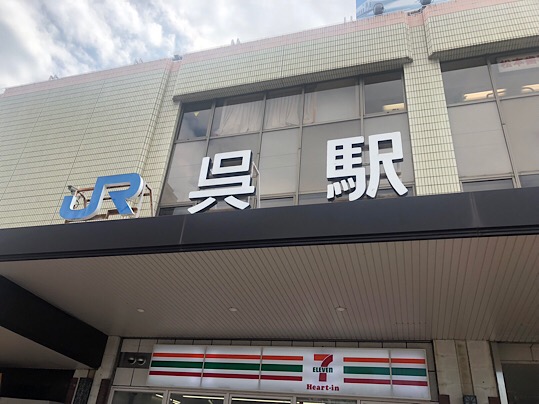 JR 呉駅
7
ELEVEN
Heart-in